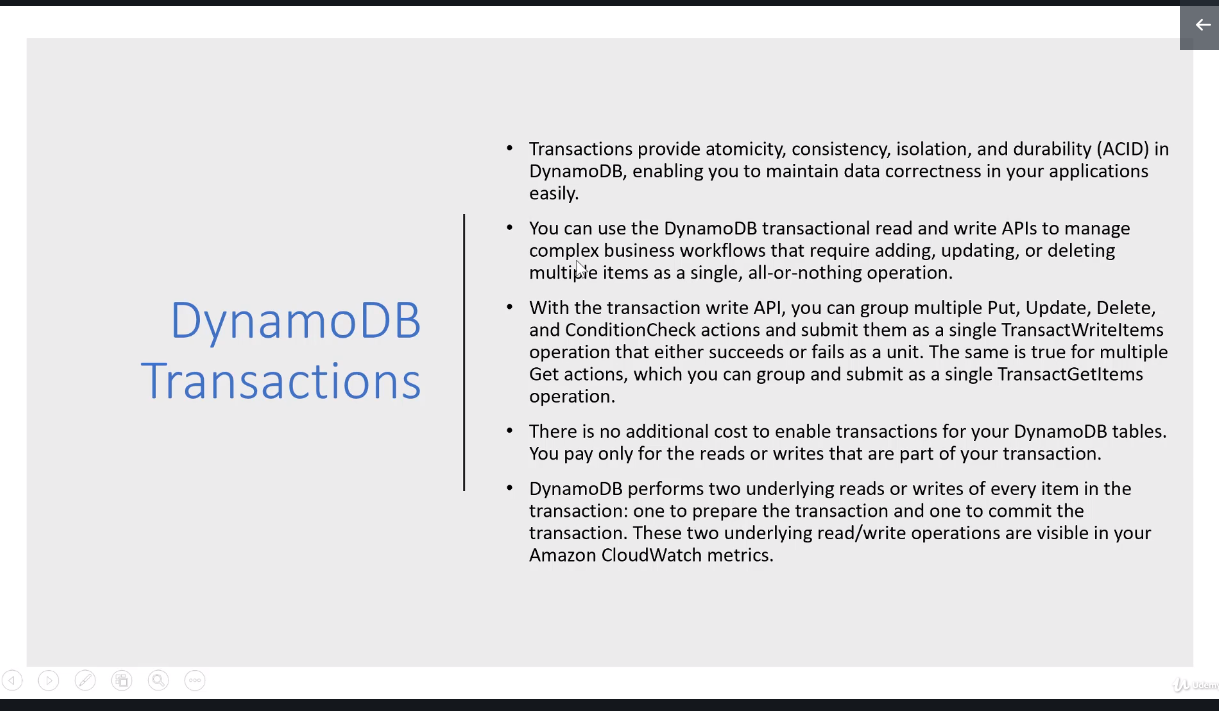 DynamoDB
Transactions
• Transactions provide atomicity, consistency, isolation, and durability (ACID) in
DynamoDB, enabling you to maintain data correctness in your applications
easily.
• You can use the DynamoDB transactional read and write APIs to manage
complex business workflows that require adding, updating, or deleting
multiple items as a single, all-or-nothing operation.
• With the transaction write API, you can group multiple Put, Update, Delete,
and ConditionCheck actions and submit them as a single TransactWriteItems
operation that either succeeds or fails as a unit. The same is true for multiple
Get actions, which you can group and submit as a single TransactGetItems
operation.
• There is no additional cost to enable transactions for your DynamoDB tables.
You pay only for the reads or writes that are part of your transaction.
• DynamoDB performs two underlying reads or writes of every item in the
transaction: one to prepare the transaction and one to commit the
transaction. These two underlying read/write operations are visible in your
Amazon CloudWatch metrics.
Udemy